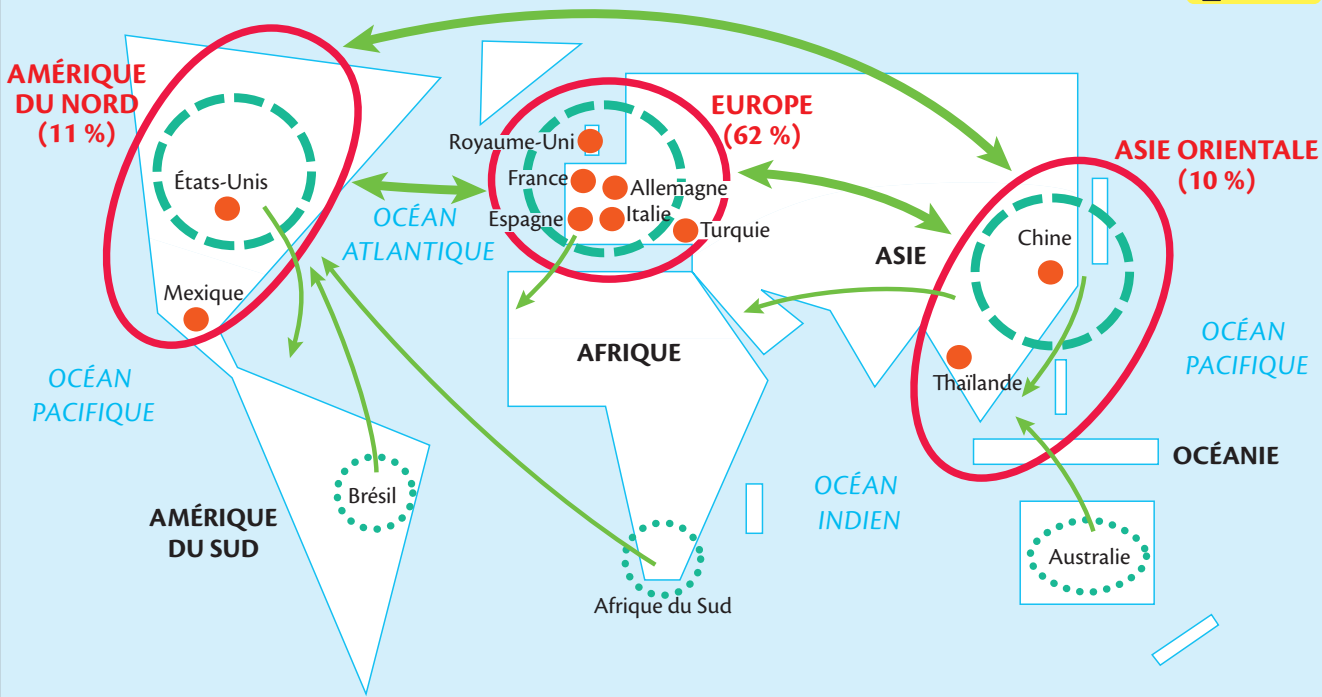 AMÉRIQUE
DU NORD
(11 %)
EUROPE
(62 %)
ASIE ORIENTALE
(10 %)
Royaume-Uni
France
Allemagne
Espagne
Italie
Turquie
États-Unis
Mexique
OCÉAN
ATLANTIQUE
ASIE
Chine
Thaïlande
AFRIQUE
OCÉAN
PACIFIQUE
OCÉAN
PACIFIQUE
OCÉANIE
OCÉAN
INDIEN
Brésil
AMÉRIQUE
DU SUD
Afrique du Sud
Australie